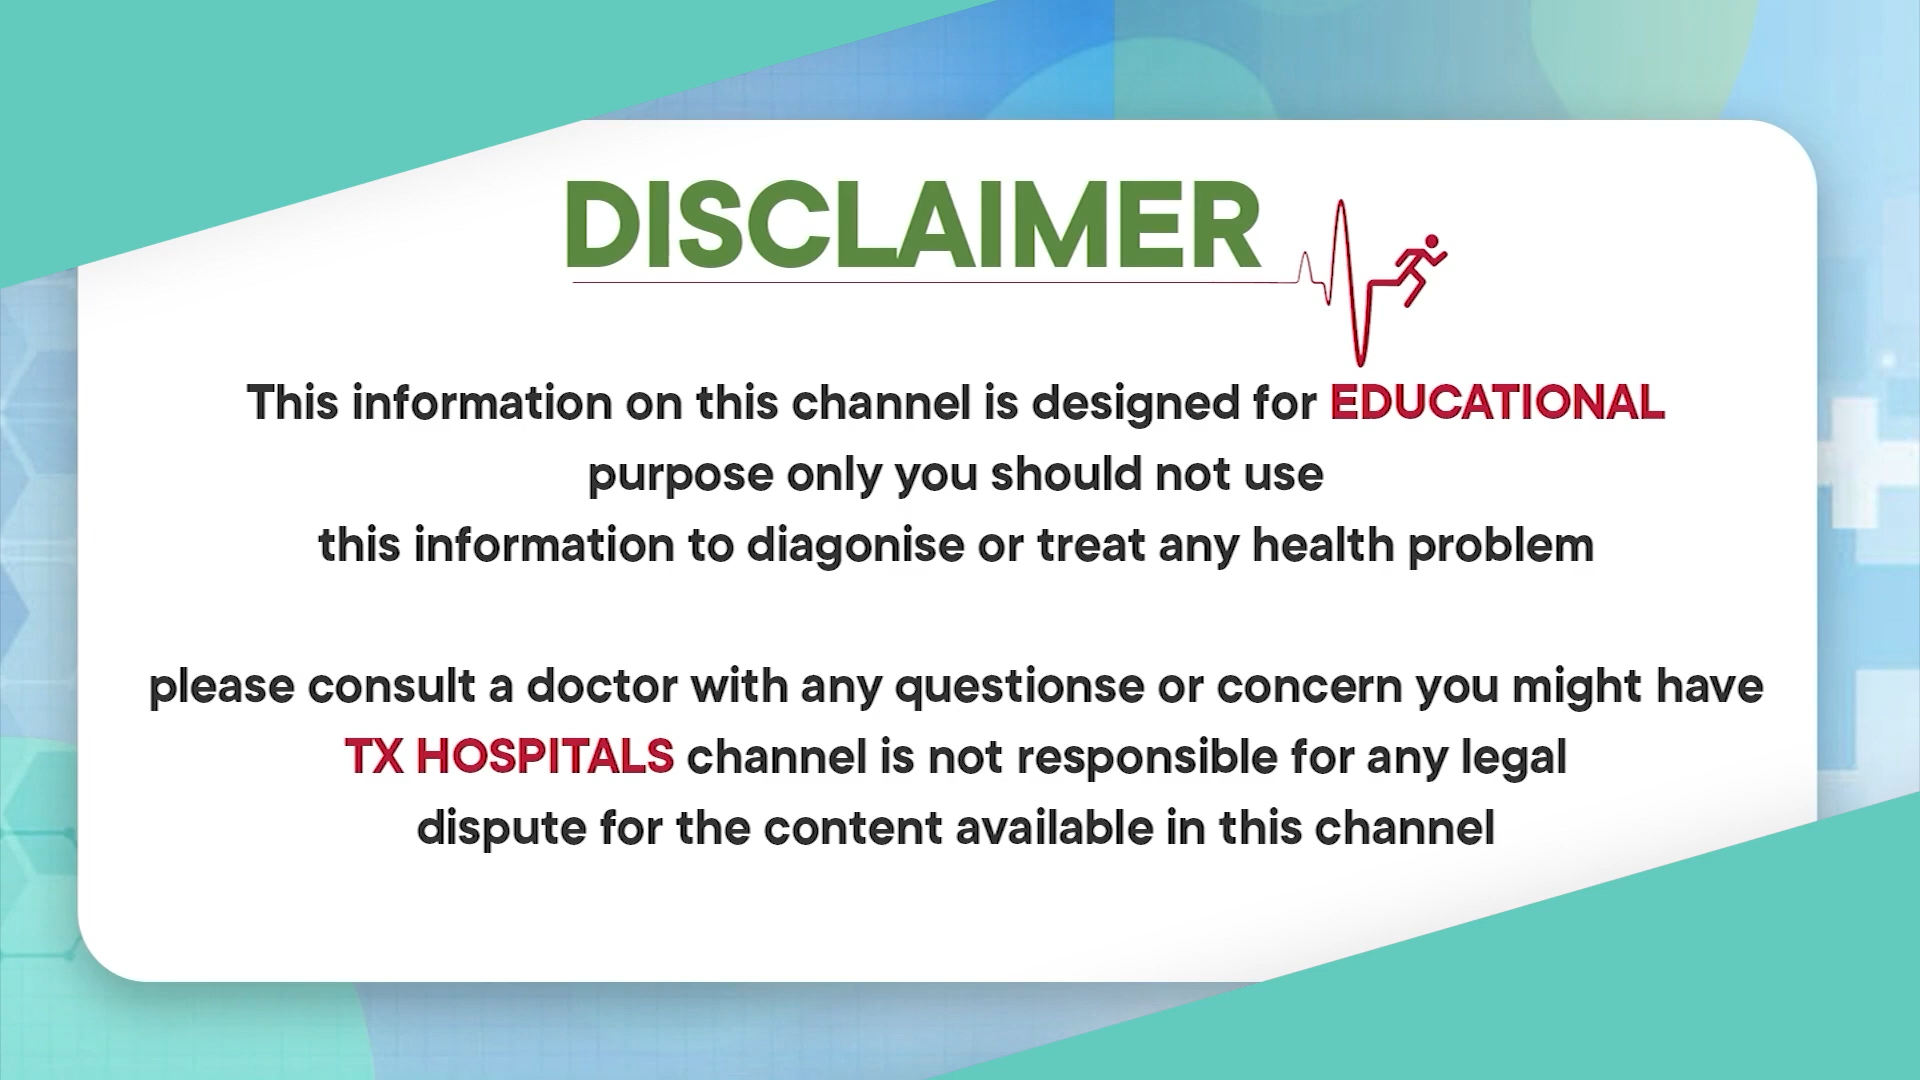 DISCLAIMER
This information on this channel is designed for EDUCATIONAL
purpose only you should not use
this information to diagonise or treat any health problem
please consult a doctor with any questionse or concern you might have
TX HOSPITALS channel is not responsible for any legal
dispute for the content available in this channel